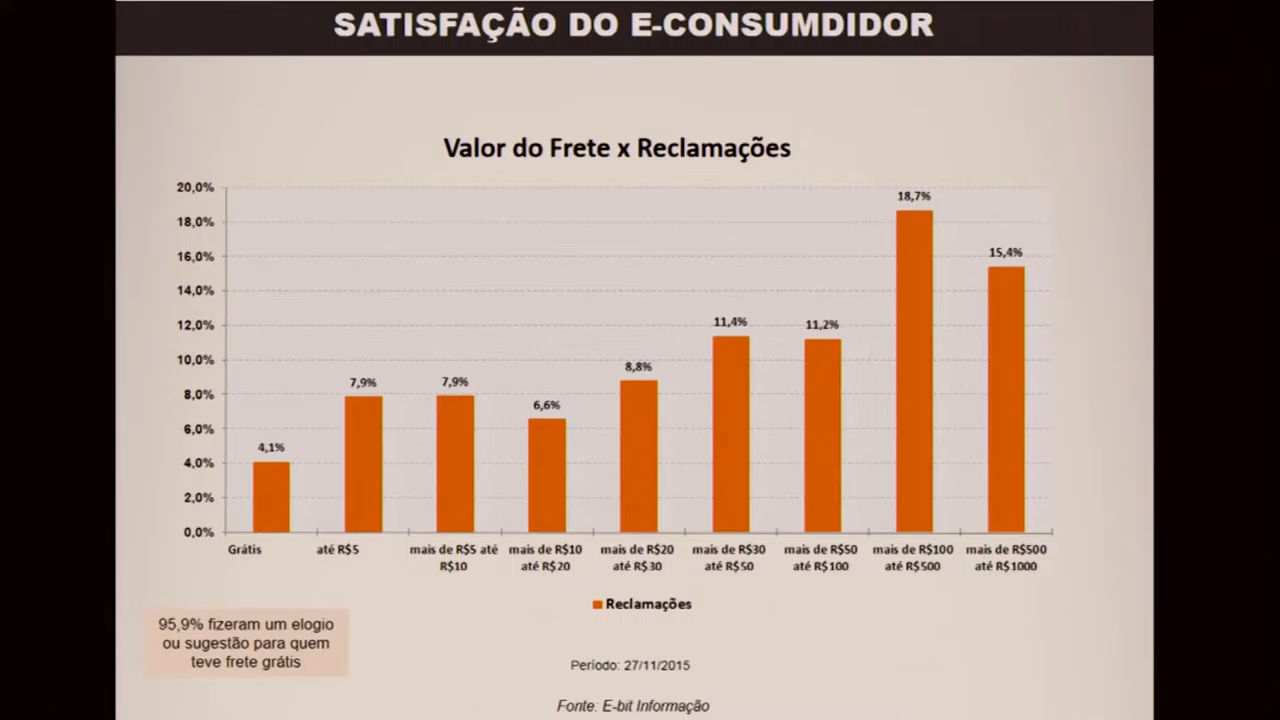 SATISFAÇÃO DO E-CONSUMDIDOR
Valor do Frete x Reclamações
20,0%
18,0%
16,0%
14,0%
12,0%
10,0%
8,0%
6,0%
4,0%
2,0%
0,0%
4,1%
7,9%
7,9%
6,6%
8,8%
11,4%
11,2%
18,7%
15,4%
Grátis
até R$5
mais de R$5 até
R$10
mais de R$10
até R$20
mais de R$20
até R$30
mais de R$30
até R$50
mais de R$50
até R$100
mais de R$100
até R$500
mais de R$500
até R$1000
Reclamações
95,9% fizeram um elogio
ou sugestão para quem
teve frete grátis
Período: 27/11/2015
Fonte: E-bit Informação